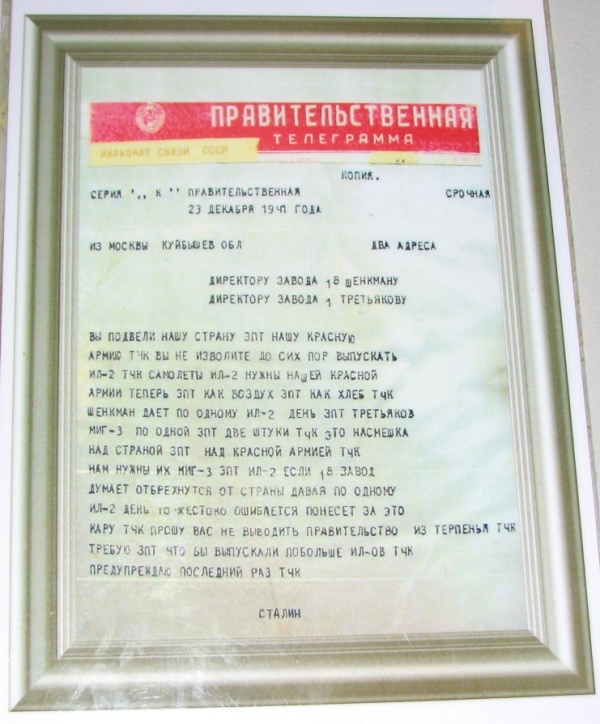 ПРАВИТЕЛЬСТВЕННАЯ
ТЕЛЕГРАММА
НАРКОМАТ СВЯЗИ СССР
КОПИЯ.
СЕРИЯ ",, К '' ПРАВИТЕЛЬСТВЕННАЯ СРОЧНАЯ
23 ДЕКАБРЯ 1941 ГОДА
ИЗ МОСКВЫ КУЙБЫШЕВ ОБЛ ДВА АДРЕСА
ДИРЕКТОРУ ЗАВОДА 18 ШЕНКМАНУ
ДИРЕКТОРУ ЗАВОДА 1 ТРЕТЬЯКОВУ
ВЫ ПОДВЕЛИ НАШУ СТРАНУ ЗПТ НАШУ КРАСНУЮ
АРМИЮ ТЧК ВЫ НЕ ИЗВОЛИТЕ ДО СИХ ПОР ВЫПУСКАТЬ
ИЛ-2 ТЧК САМОЛЕТЫ ИЛ-2 НУЖНЫ НАШЕЙ КРАСНОЙ
АРМИИ ТЕПЕРЬ ЗПТ КАК ВОЗДУХ ЗПТ КАК ХЛЕБ ТЧК
ШЕНКМАН ДАЕТ ПО ОДНОМУ ИЛ-2 ДЕНЬ ЗПТ ТРЕТЬЯКОВ
МИГ-3 ПО ОДНОЙ ЗПТ ДВЕ ШТУКИ ТЧК ЭТО НАСМЕШКА
НАД СТРАНОЙ ЗПТ НАД КРАСНОЙ АРМИЕЙ ТЧК
НАМ НУЖНЫ ИХ МИГ-3 ЗПТ ИЛ-2 ЕСЛИ 18 ЗАВОД
ДУМАЕТ ОТБРЕХНУТСЯ ОТ СТРАНЫ ДАВАЯ ПО ОДНОМУ
ИЛ-2 ДЕНЬ ТО-ЖЕСТОКО ОШИБАЕТСЯ ПОНЕСЕТ ЗА ЭТО
КАРУ ТЧК ПРОШУ ВАС НЕ ВЫВОДИТЬ ПРАВИТЕЛЬСТВО ИЗ ТЕРПЕНЬЯ ТЧК
ТРЕБУЮ ЗПТ ЧТО БЫ ВЫПУСКАЛИ ПОБОЛЬШЕ ИЛ-ОВ ТЧК
ПРЕДУПРЕЖДАЮ ПОСЛЕДНИЙ РАЗ ТЧК
СТАЛИН